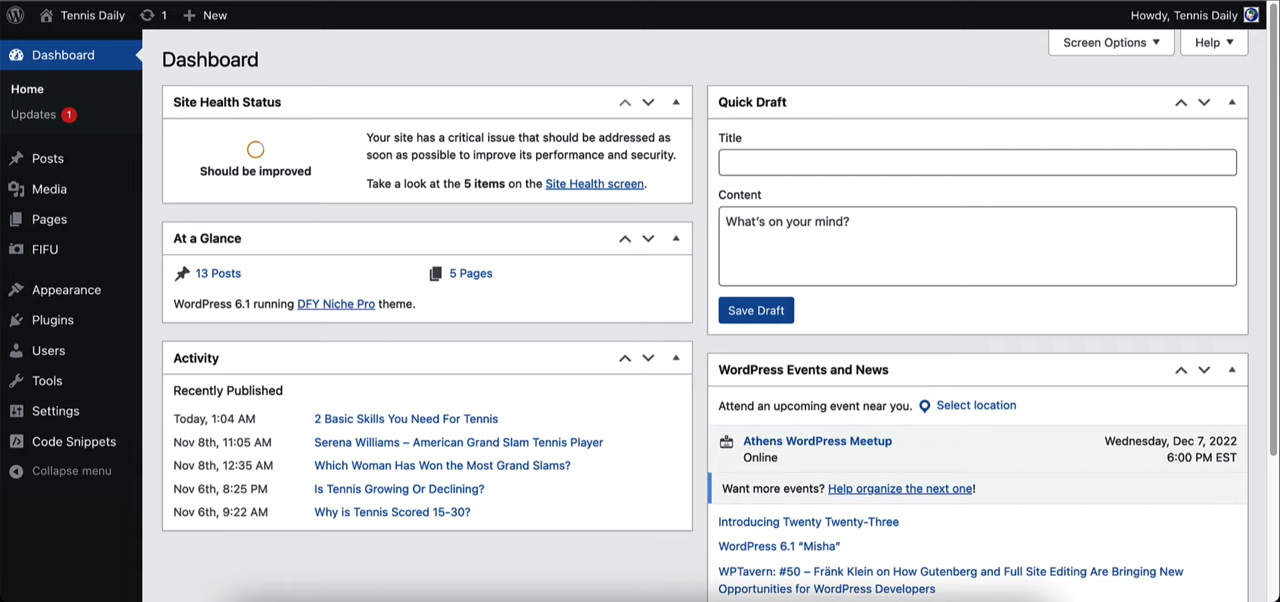 Tennis Daily
1
New
Howdy, Tennis Daily
Dashboard
Home
Updates 1
Posts
Media
Pages
FIFU
Appearance
Plugins
Users
Tools
Settings
Code Snippets
Collapse menu
Screen Options
Help
Dashboard
Site Health Status
Should be improved
Your site has a critical issue that should be addressed as
soon as possible to improve its performance and security.
Take a look at the 5 items on the Site Health screen.
At a Glance
13 Posts
5 Pages
WordPress 6.1 running DFY Niche Pro theme.
Activity
Recently Published
Today, 1:04 AM 2 Basic Skills You Need For Tennis
Nov 8th, 11:05 AM Serena Williams – American Grand Slam Tennis Player
Nov 8th, 12:35 AM Which Woman Has Won the Most Grand Slams?
Nov 6th, 8:25 PM Is Tennis Growing Or Declining?
Nov 6th, 9:22 AM Why is Tennis Scored 15-30?
Quick Draft
Title
Content
What's on your mind?
Save Draft
WordPress Events and News
Attend an upcoming event near you. Select location
Athens WordPress Meetup
Online
Wednesday, Dec 7, 2022
6:00 PM EST
Want more events? Help organize the next one!
Introducing Twenty Twenty-Three
WordPress 6.1 “Misha”
WPTavern: #50 – Fränk Klein on How Gutenberg and Full Site Editing Are Bringing New
Opportunities for WordPress Developers